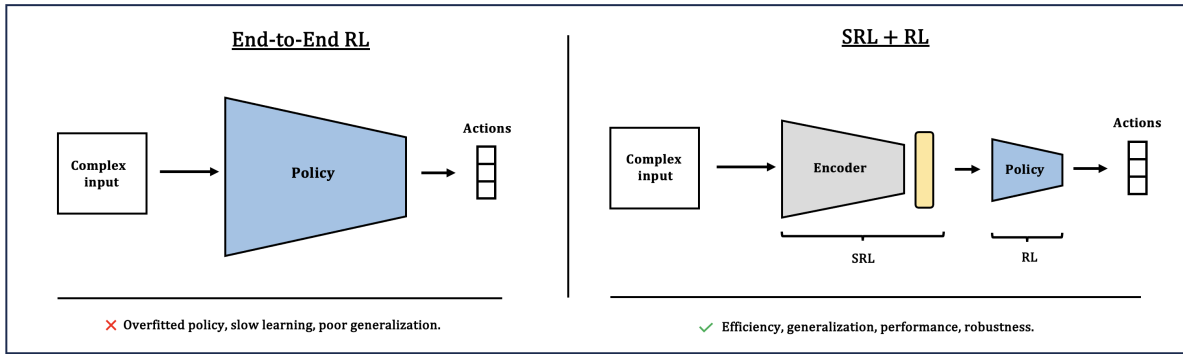 End-to-End RL
Complex
input
Policy
Actions
Overfitted policy, slow learning, poor generalization.
SRL + RL
Complex
input
Encoder
Policy
Actions
SRL
RL
Efficiency, generalization, performance, robustness.